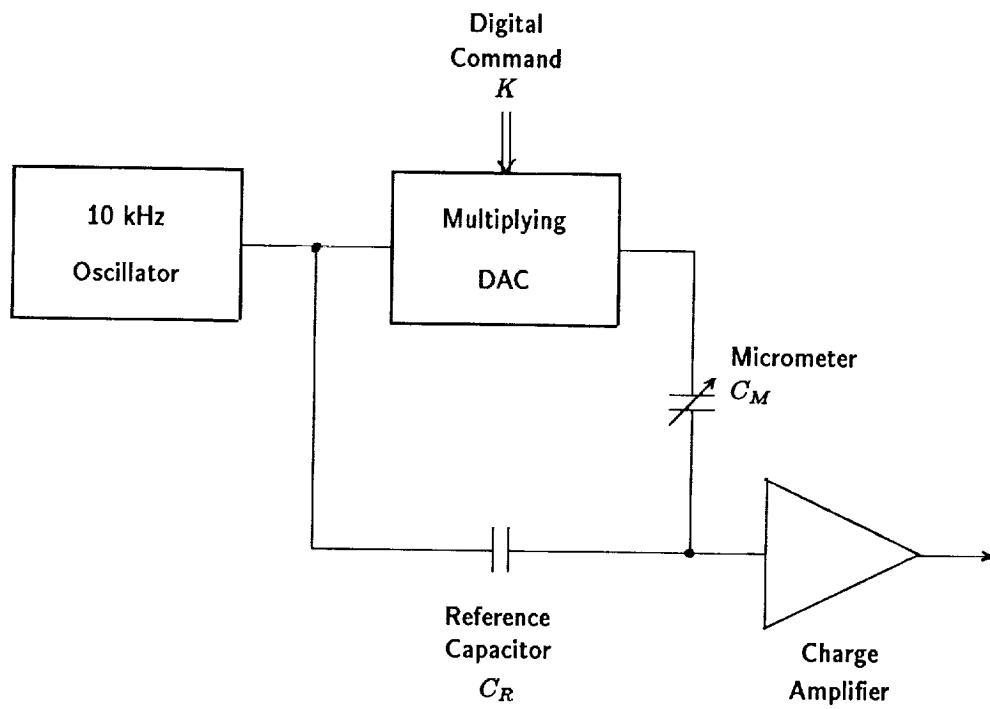 Digital
Command
K
10 kHz
Oscillator
Multiplying
DAC
Micrometer
C_M
Reference
Capacitor
C_R
Charge
Amplifier